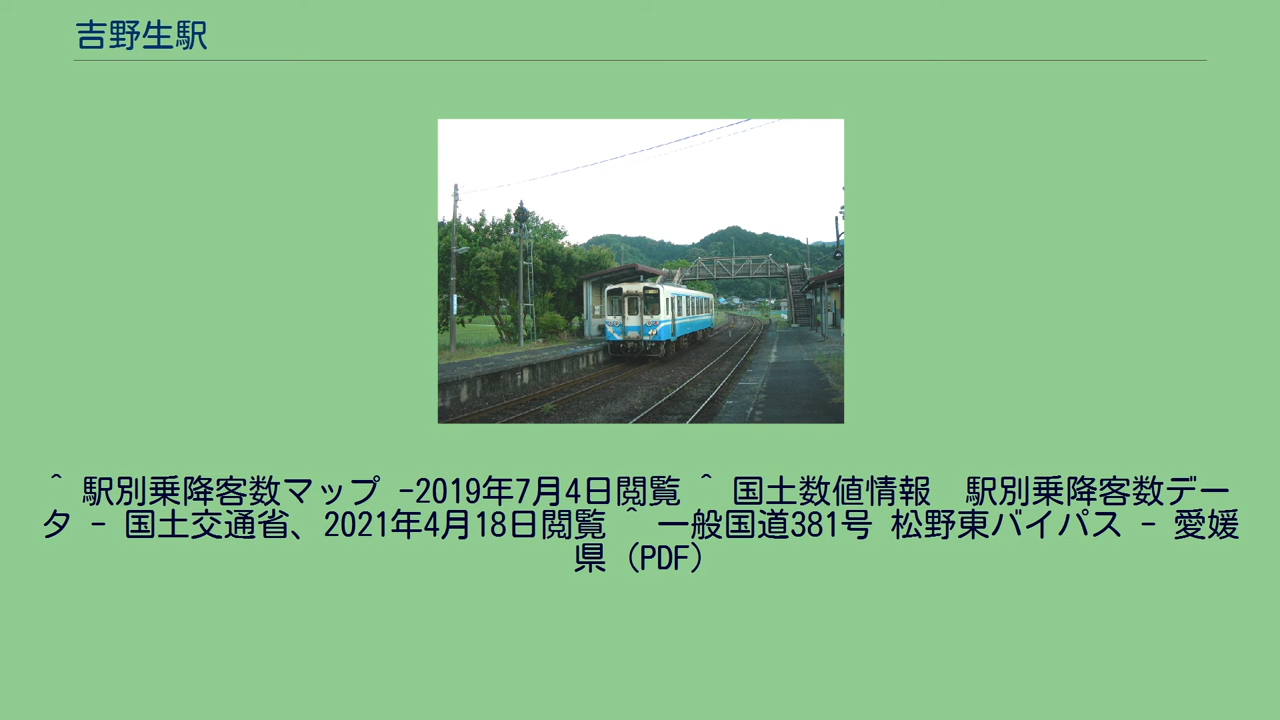 吉野生駅
^ 駅別乗降客数マップ -2019年7月4日閲覧 ^ 国土数値情報　駅別乗降客数デー
タ - 国土交通省、2021年4月18日閲覧 ^ 一般国道381号 松野東バイパス - 愛媛
県（PDF）